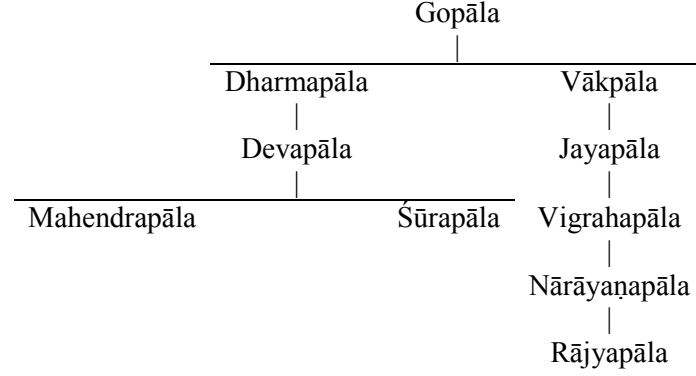 Gopāla
Dharmapāla Vākpāla
Devapāla Jayapāla
Mahendrapāla Śūrapāla Vigrahapāla
Nārāyaṇapāla
Rājyapāla